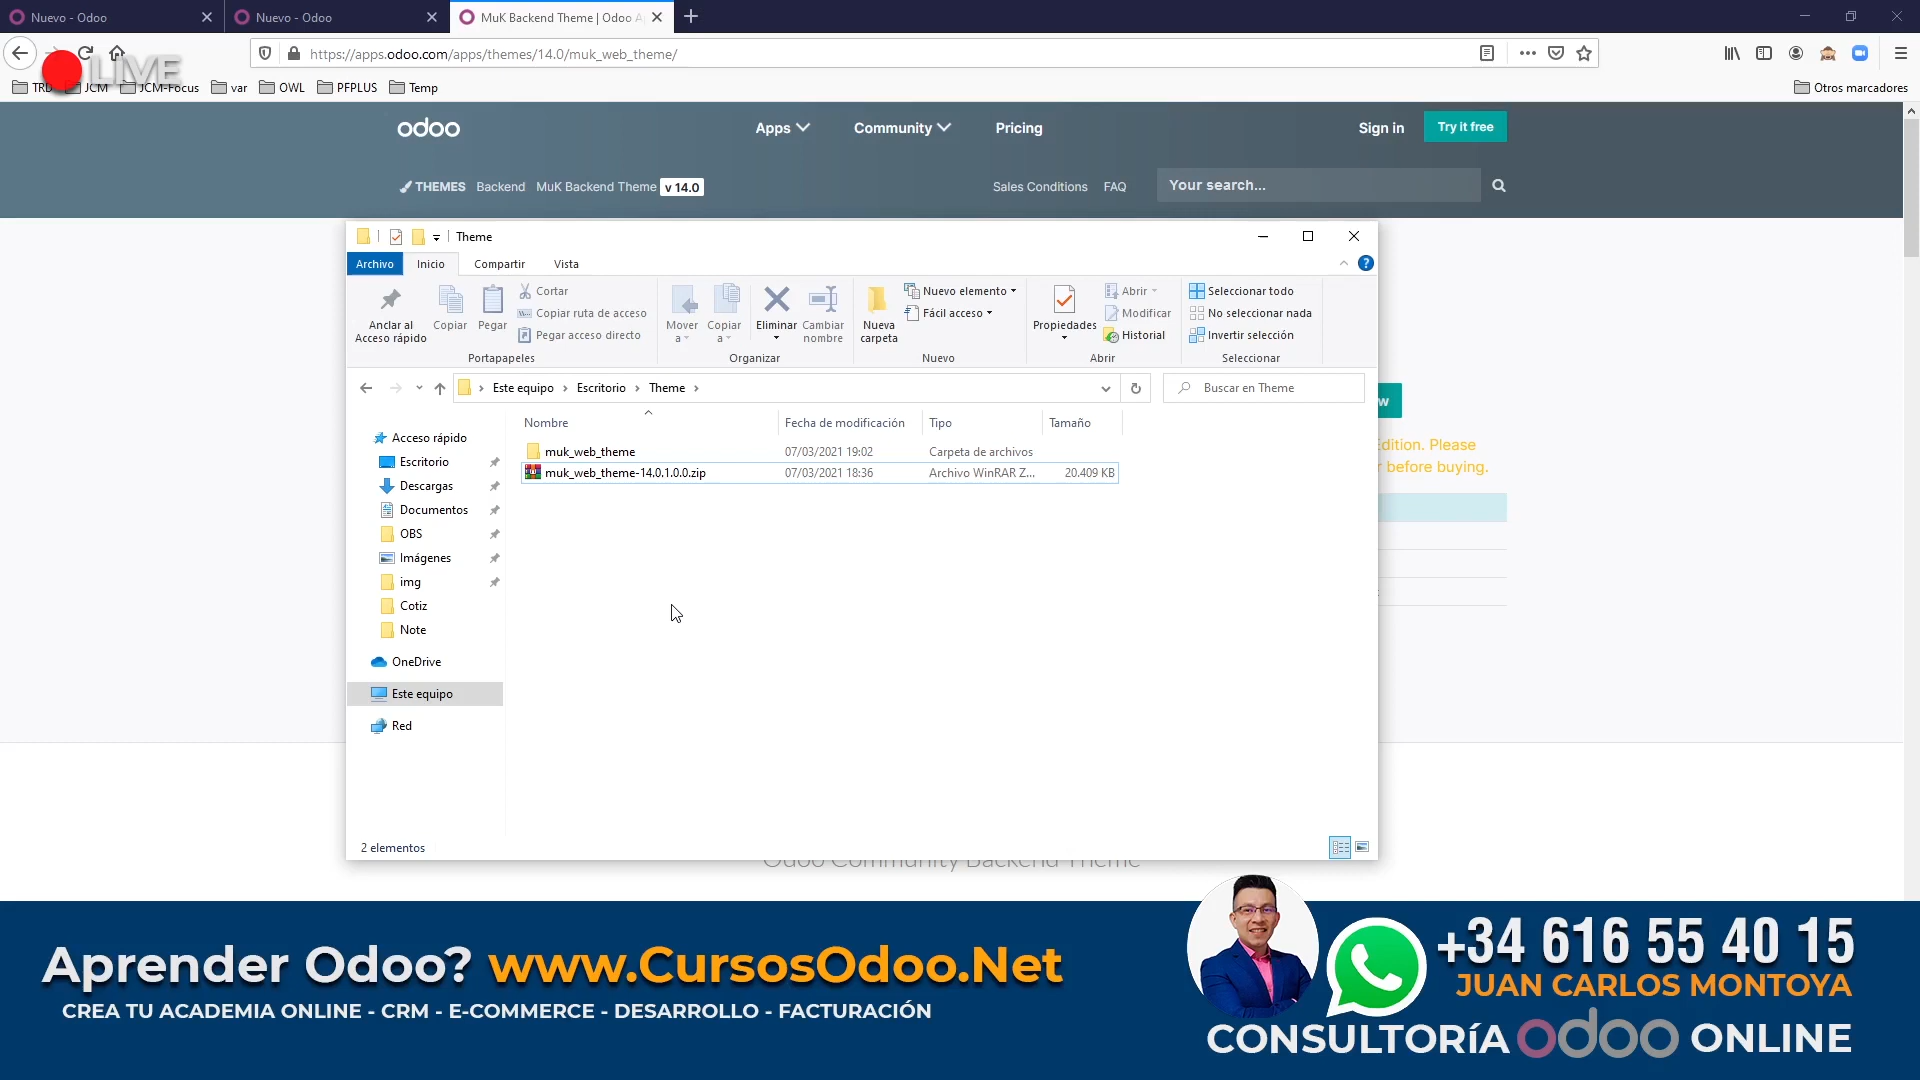 Nuevo - Odoo
Nuevo - Odoo
MuK Backend Theme | Odoo A
LIVE
https://apps.odoo.com/apps/themes/14.0/muk_web_theme/
TRD
JCM
JCM-Focus
var
OWL
PFPLUS
Temp
Otros marcadores
odoo
Apps
Community
Pricing
Sign in
Try it free
THEMES
Backend
MuK Backend Theme
v 14.0
Sales Conditions
FAQ
Your search...
Theme
Archivo
Inicio
Compartir
Vista
Anclar al
Acceso rápido
Copiar
Pegar
Cortar
Copiar ruta de acceso
Pegar acceso directo
Portapapeles
Mover
a
Copiar
a
Eliminar
Cambiar
nombre
Organizar
Nueva
carpeta
Nuevo elemento
Fácil acceso
Nuevo
Propiedades
Abrir
Modificar
Historial
Abrir
Seleccionar todo
No seleccionar nada
Invertir selección
Seleccionar
Este equipo > Escritorio > Theme >
Buscar en Theme
Nombre
Fecha de modificación
Tipo
Tamaño
muk_web_theme 07/03/2021 19:02 Carpeta de archivos
muk_web_theme-14.0.1.0.0.zip 07/03/2021 18:36 Archivo WinRAR Z... 20.409 KB
Acceso rápido
Escritorio
Descargas
Documentos
OBS
Imágenes
img
Cotiz
Note
OneDrive
Este equipo
Red
2 elementos
w
Edition. Please
r before buying.
Odoo Community Backend Theme
Aprender Odoo? www.CursosOdoo.Net
CREA TU ACADEMIA ONLINE - CRM - E-COMMERCE - DESARROLLO - FACTURACIÓN
+34 616 55 40 15
JUAN CARLOS MONTOYA
CONSULTORíA odoo ONLINE